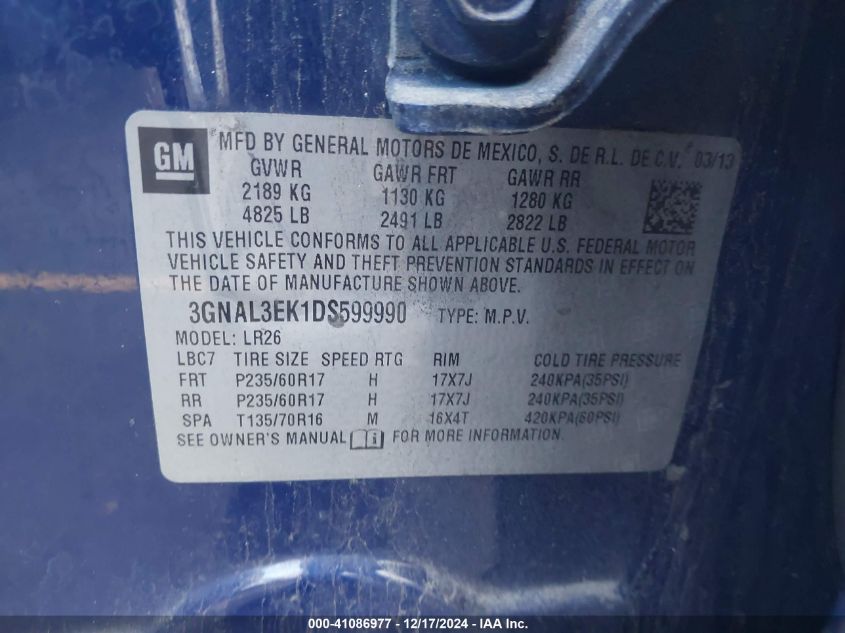 GM
MFD BY GENERAL MOTORS DE MEXICO, S. DE R.L. DE C.V. 03/13
GVWR GAWR FRT GAWR RR
2189 KG 1130 KG 1280 KG
4825 LB 2491 LB 2822 LB
THIS VEHICLE CONFORMS TO ALL APPLICABLE U.S. FEDERAL MOTOR
VEHICLE SAFETY AND THEFT PREVENTION STANDARDS IN EFFECT ON
THE DATE OF MANUFACTURE SHOWN ABOVE.
3GNAL3EK1DS599990 TYPE: M.P.V.
MODEL: LR26
LBC7 TIRE SIZE SPEED RTG RIM COLD TIRE PRESSURE
FRT P235/60R17 H 17X7J 240KPA(35PSI)
RR P235/60R17 H 17X7J 240KPA(35PSI)
SPA T135/70R16 M 16X4T 420KPA(60PSI)
SEE OWNER'S MANUAL i FOR MORE INFORMATION.
000-41086977 - 12/17/2024 - IAA Inc.